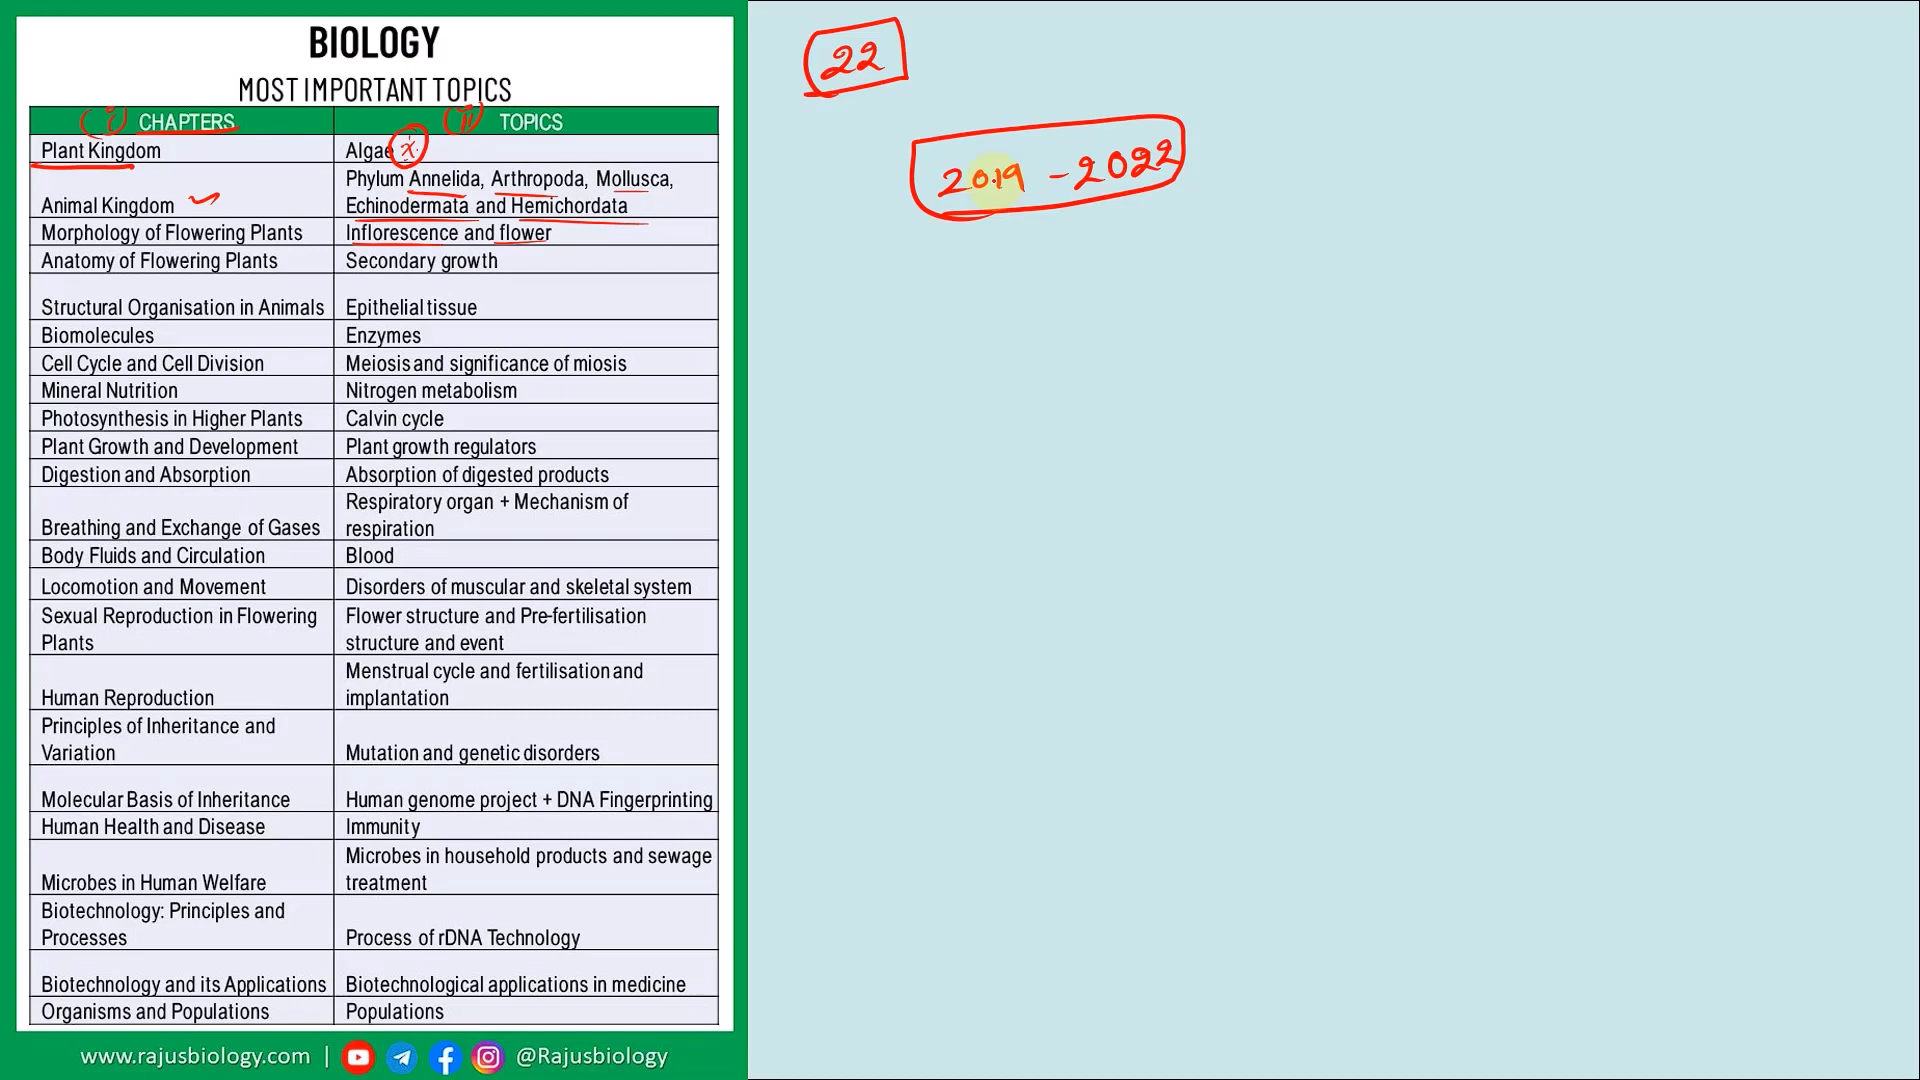 BIOLOGY
MOST IMPORTANT TOPICS
(i) CHAPTERS (ii) TOPICS
Plant Kingdom Algae x
Phylum Annelida, Arthropoda, Mollusca,
Animal Kingdom Echinodermata and Hemichordata
Morphology of Flowering Plants Inflorescence and flower
Anatomy of Flowering Plants Secondary growth
Structural Organisation in Animals Epithelial tissue
Biomolecules Enzymes
Cell Cycle and Cell Division Meiosis and significance of miosis
Mineral Nutrition Nitrogen metabolism
Photosynthesis in Higher Plants Calvin cycle
Plant Growth and Development Plant growth regulators
Digestion and Absorption Absorption of digested products
Respiratory organ + Mechanism of
Breathing and Exchange of Gases respiration
Body Fluids and Circulation Blood
Locomotion and Movement Disorders of muscular and skeletal system
Sexual Reproduction in Flowering Flower structure and Pre-fertilisation
Plants structure and event
Menstrual cycle and fertilisation and
Human Reproduction implantation
Principles of Inheritance and
Variation Mutation and genetic disorders
Molecular Basis of Inheritance Human genome project + DNA Fingerprinting
Human Health and Disease Immunity
Microbes in household products and sewage
Microbes in Human Welfare treatment
Biotechnology: Principles and
Processes Process of rDNA Technology
Biotechnology and its Applications Biotechnological applications in medicine
Organisms and Populations Populations
www.rajusbiology.com | @Rajusbiology
22
2019 - 2022